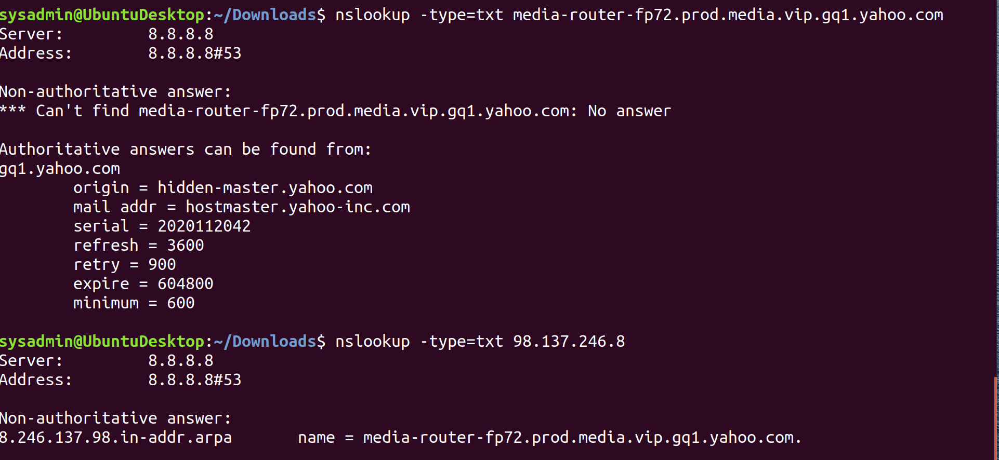 sysadmin@UbuntuDesktop:~/Downloads$ nslookup -type=txt media-router-fp72.prod.media.vip.gq1.yahoo.com
Server:         8.8.8.8
Address:        8.8.8.8#53

Non-authoritative answer:
*** Can't find media-router-fp72.prod.media.vip.gq1.yahoo.com: No answer

Authoritative answers can be found from:
gq1.yahoo.com
        origin = hidden-master.yahoo.com
        mail addr = hostmaster.yahoo-inc.com
        serial = 2020112042
        refresh = 3600
        retry = 900
        expire = 604800
        minimum = 600

sysadmin@UbuntuDesktop:~/Downloads$ nslookup -type=txt 98.137.246.8
Server:         8.8.8.8
Address:        8.8.8.8#53

Non-authoritative answer:
8.246.137.98.in-addr.arpa       name = media-router-fp72.prod.media.vip.gq1.yahoo.com.